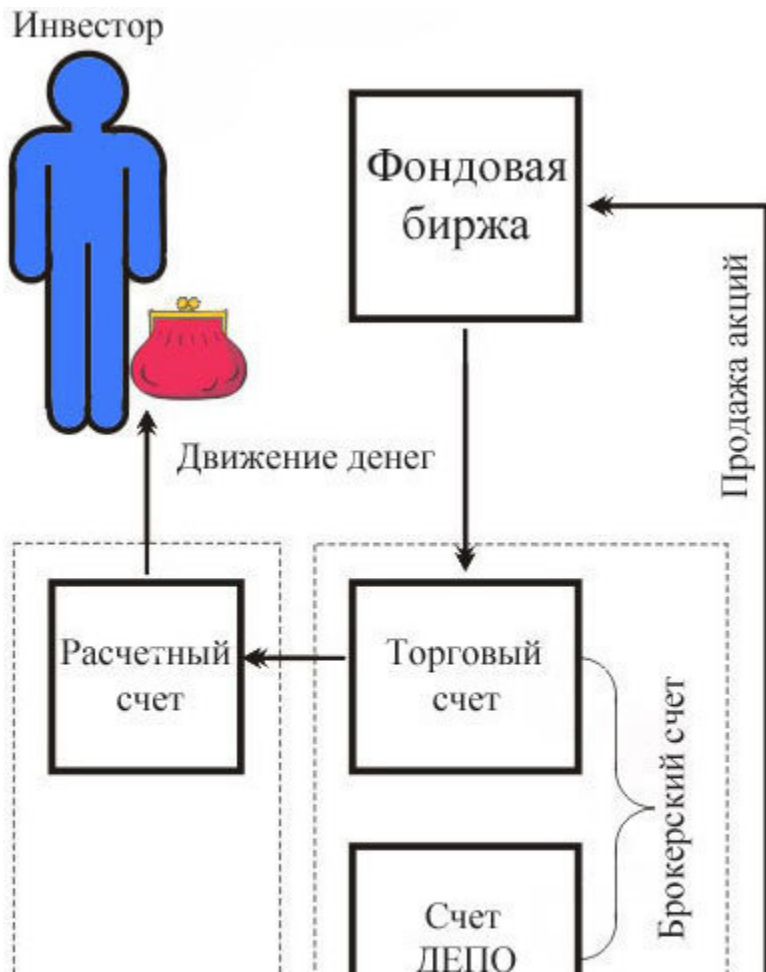 Инвестор
Фондовая
биржа
Продажа акций
Движение денег
Расчетный
счет
Торговый
счет
Брокерский счет
Счет
ДЕПО